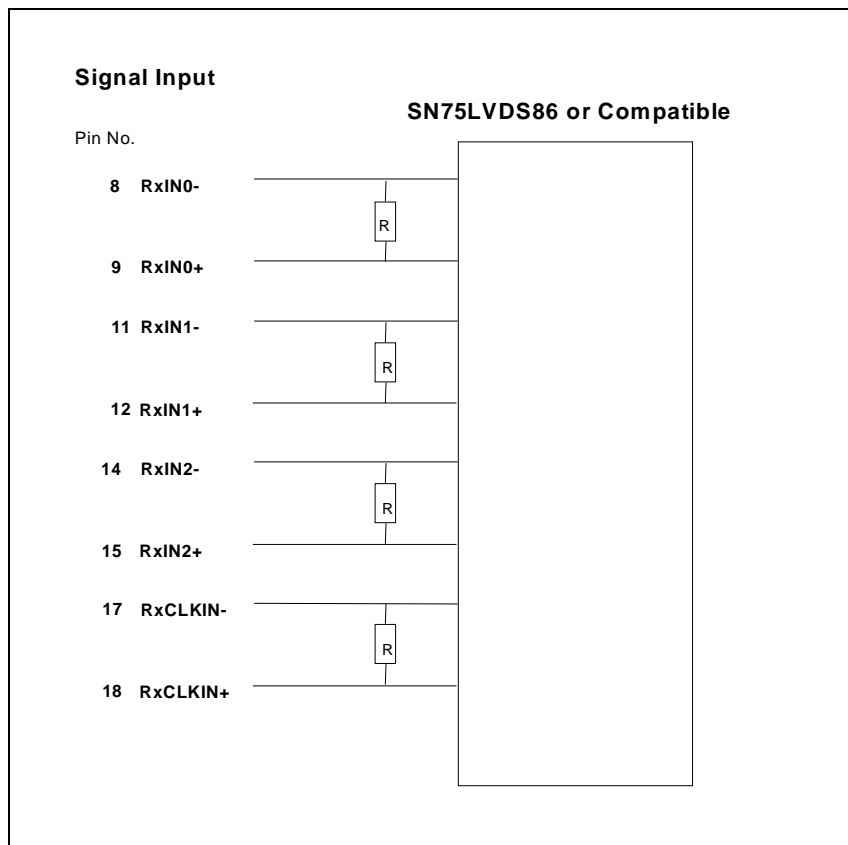 Signal Input
SN75LVDS86 or Compatible
Pin No.
8 RxIN0-
R
9 RxIN0+
11 RxIN1-
R
12 RxIN1+
14 RxIN2-
R
15 RxIN2+
17 RxCLKIN-
R
18 RxCLKIN+